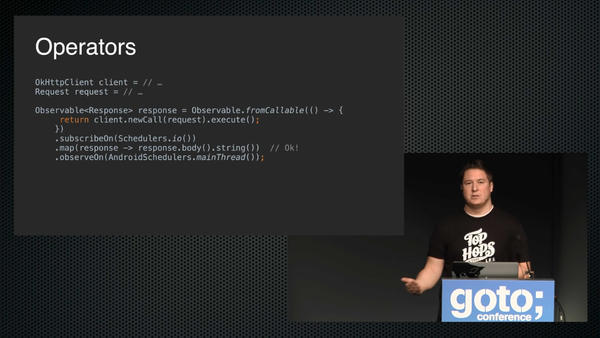 Operators
OkHttpClient client = // …
Request request = // …
Observable<Response> response = Observable.fromCallable(() -> {
return client.newCall(request).execute();
})
.subscribeOn(Schedulers.io())
.map(response -> response.body().string())  // Ok!
.observeOn(AndroidSchedulers.mainThread());
TOP
HOPS
goto;
conference